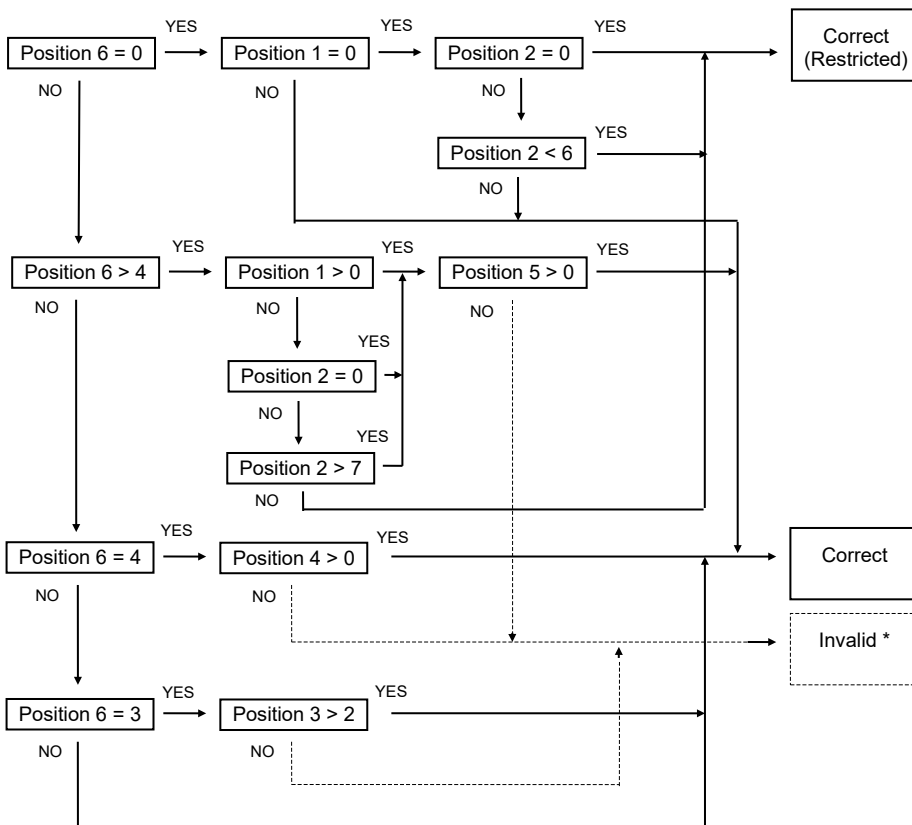 YES YES YES
Position 6 = 0 Position 1 = 0 Position 2 = 0 Correct
(Restricted)
NO NO NO
YES
Position 2 < 6
NO
YES YES YES
Position 6 > 4 Position 1 > 0 Position 5 > 0
NO NO NO
YES
Position 2 = 0
NO YES
Position 2 > 7
NO
YES YES
Position 6 = 4 Position 4 > 0 Correct
NO NO
Invalid *
YES YES
Position 6 = 3 Position 3 > 2
NO NO